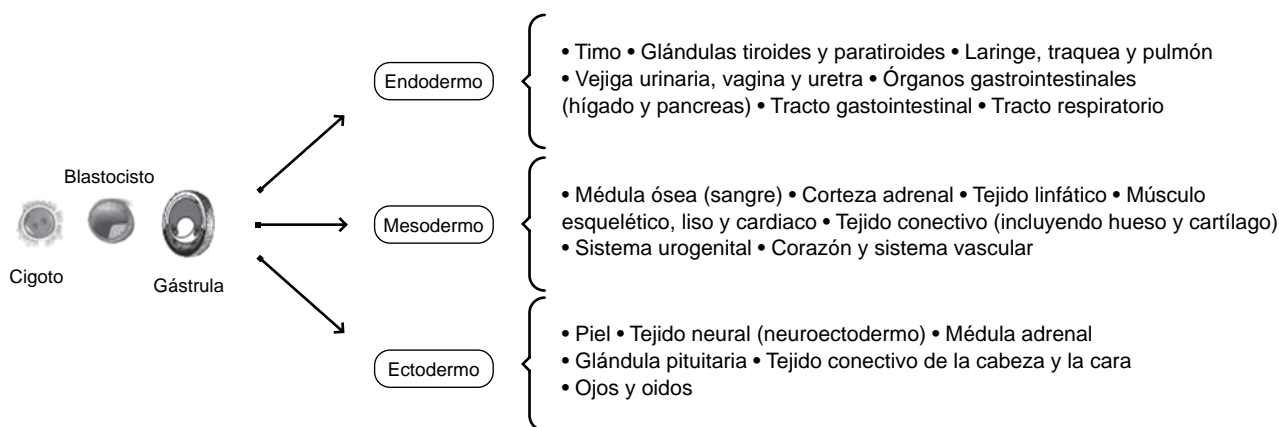 Blastocisto
Cigoto
Gástrula
Endodermo
• Timo • Glándulas tiroides y paratiroides • Laringe, traquea y pulmón
• Vejiga urinaria, vagina y uretra • Órganos gastrointestinales
(hígado y pancreas) • Tracto gastointestinal • Tracto respiratorio
Mesodermo
• Médula ósea (sangre) • Corteza adrenal • Tejido linfático • Músculo
esquelético, liso y cardiaco • Tejido conectivo (incluyendo hueso y cartílago)
• Sistema urogenital • Corazón y sistema vascular
Ectodermo
• Piel • Tejido neural (neuroectodermo) • Médula adrenal
• Glándula pituitaria • Tejido conectivo de la cabeza y la cara
• Ojos y oidos